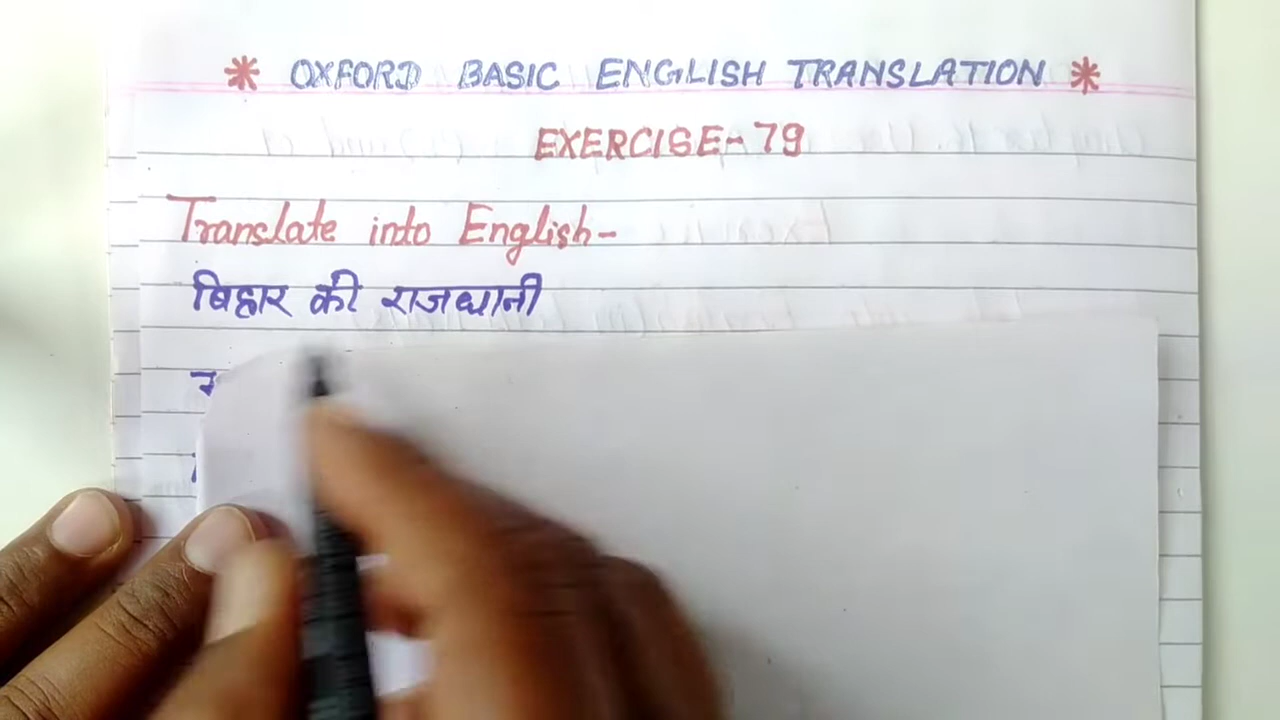 * OXFORD BASIC ENGLISH TRANSLATION *
EXERCISE-79
Translate into English-
बिहार की राजधानी